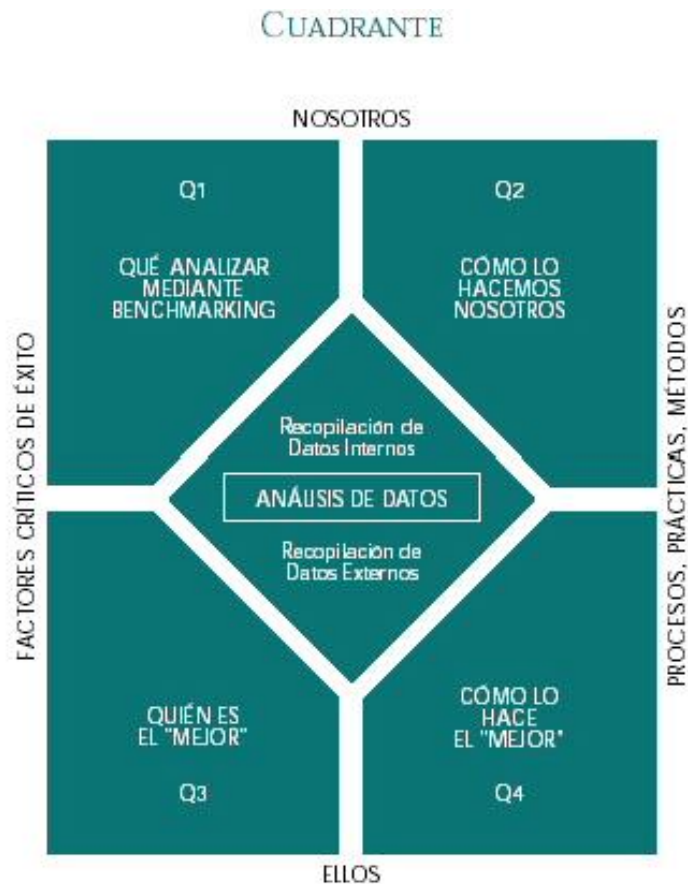 CUADRANTE
NOSOTROS
Q1
QUÉ ANALIZAR
MEDIANTE
BENCHMARKING
Q2
CÓMO LO
HACEMOS
NOSOTROS
FACTORES CRÍTICOS DE ÉXITO
PROCESOS, PRÁCTICAS, MÉTODOS
Recopilación de
Datos Internos
ANÁLISIS DE DATOS
Recopilación de
Datos Externos
QUIÉN ES
EL "MEJOR"
Q3
CÓMO LO
HACE
EL "MEJOR"
Q4
ELLOS